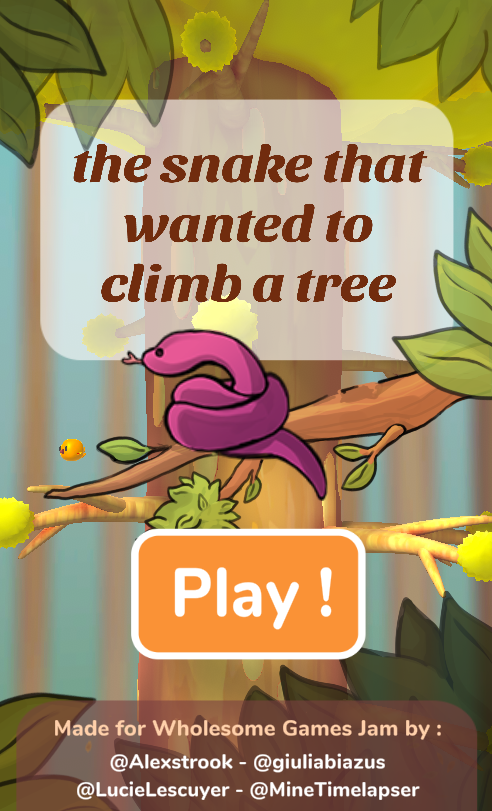 the snake that
wanted to
climb a tree
Play !
Made for Wholesome Games Jam by :
@Alexstrook - @giuliabiazus
@LucieLescuyer - @MineTimelapser